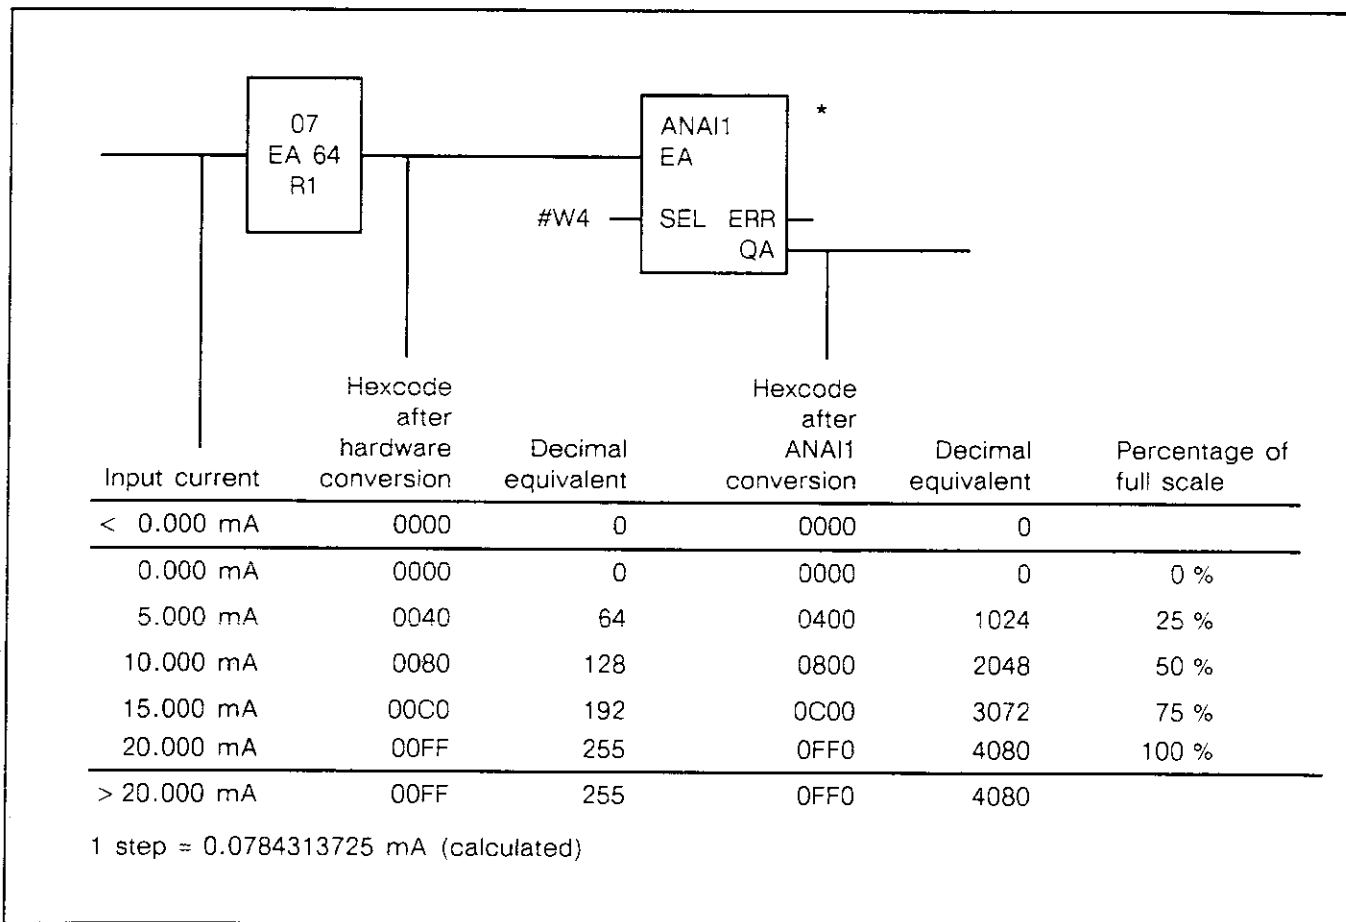 07
EA 64
R1
ANAI1
EA
*
#W4
SEL ERR
QA
Hexcode
after
hardware
conversion
Decimal
equivalent
Hexcode
after
ANAI1
conversion
Decimal
equivalent
Percentage of
full scale
Input current
< 0.000 mA 0000 0 0000 0
0.000 mA 0000 0 0000 0 0 %
5.000 mA 0040 64 0400 1024 25 %
10.000 mA 0080 128 0800 2048 50 %
15.000 mA 00C0 192 0C00 3072 75 %
20.000 mA 00FF 255 0FF0 4080 100 %
> 20.000 mA 00FF 255 0FF0 4080
1 step = 0.0784313725 mA (calculated)